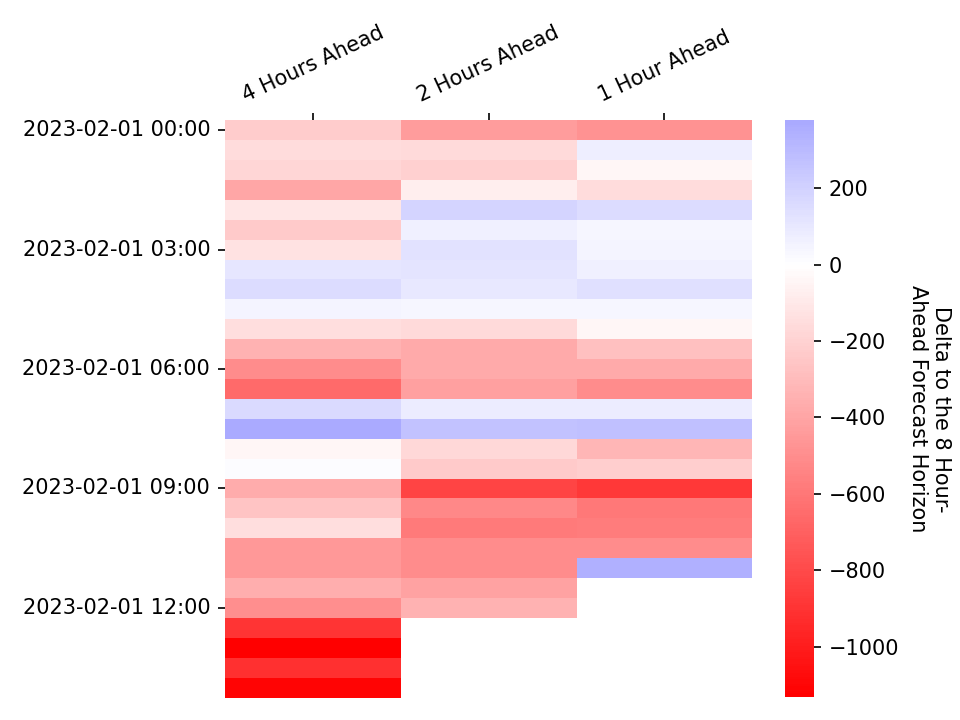 4 Hours Ahead
2 Hours Ahead
1 Hour Ahead
2023-02-01 00:00
2023-02-01 03:00
2023-02-01 06:00
2023-02-01 09:00
2023-02-01 12:00
200
0
−200
−400
−600
−800
−1000
Delta to the 8 Hour-
Ahead Forecast Horizon